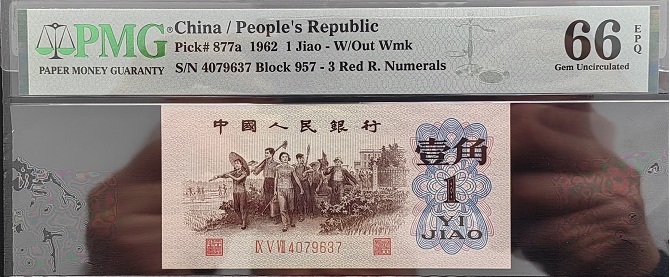 PMG
PAPER MONEY GUARANTY
China / People's Republic
Pick# 877a 1962 1 Jiao - W/Out Wmk
S/N 4079637 Block 957 - 3 Red R. Numerals
66 EPQ
Gem Uncirculated
中國人民銀行
壹角
1
YI
JIAO
IX V VII 4079637